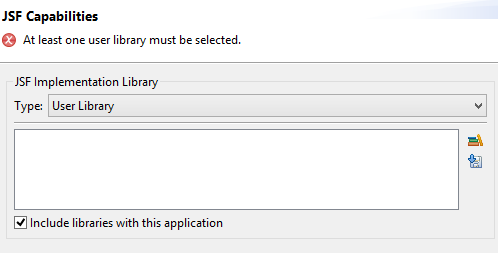 JSF Capabilities
At least one user library must be selected.
JSF Implementation Library
Type: User Library
Include libraries with this application